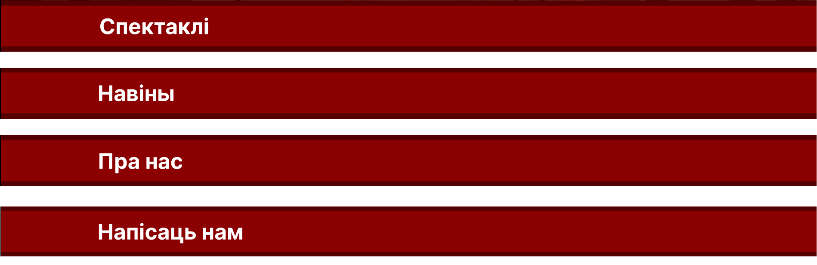 Спектаклі
Навіны
Пра нас
Напісаць нам